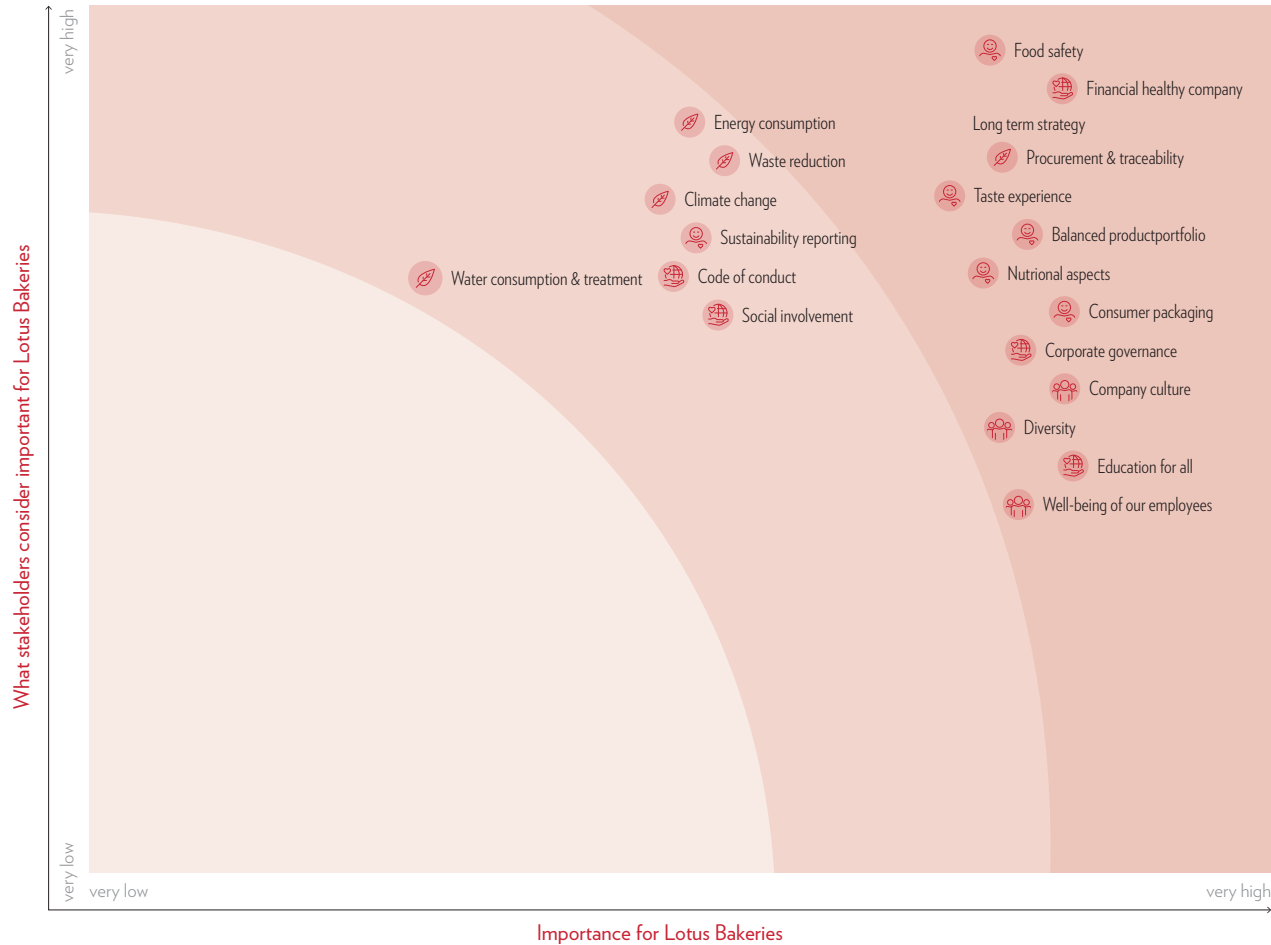 What stakeholders consider important for Lotus Bakeries
very high
very low
Food safety
Financial healthy company
Energy consumption
Long term strategy
Waste reduction
Procurement & traceability
Climate change
Taste experience
Sustainability reporting
Balanced productportfolio
Water consumption & treatment
Code of conduct
Nutrional aspects
Social involvement
Consumer packaging
Corporate governance
Company culture
Diversity
Education for all
Well-being of our employees
very low
very high
Importance for Lotus Bakeries